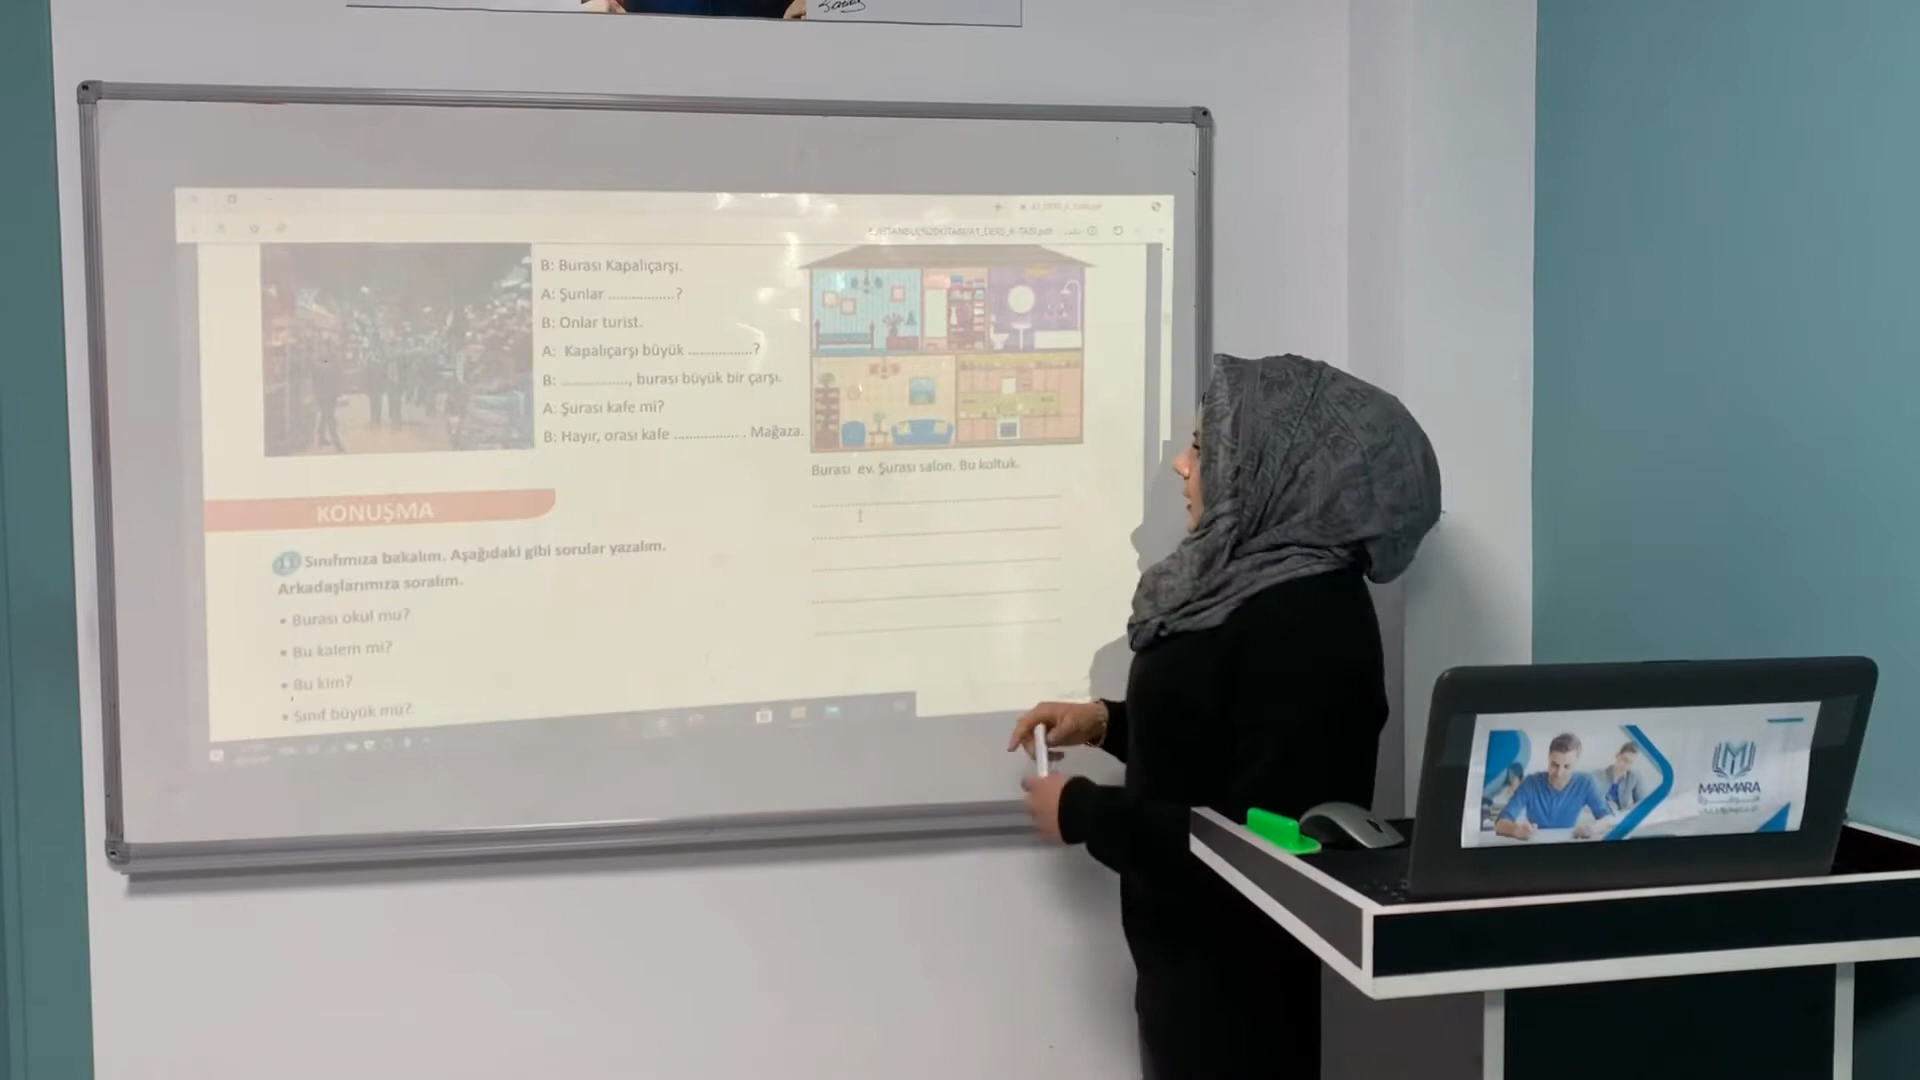 B: Burası Kapalıçarşı.
A: Şunlar .................?
B: Onlar turist.
A: Kapalıçarşı büyük ................?
B: ................., burası büyük bir çarşı.
A: Şurası kafe mi?
B: Hayır, orası kafe ................ . Mağaza.
Burası ev. Şurası salon. Bu koltuk.
KONUŞMA
11 Sınıfımıza bakalım. Aşağıdaki gibi sorular yazalım.
Arkadaşlarımıza soralım.
• Burası okul mu?
• Bu kalem mi?
• Bu kim?
• Sınıf büyük mu?
MARMARA